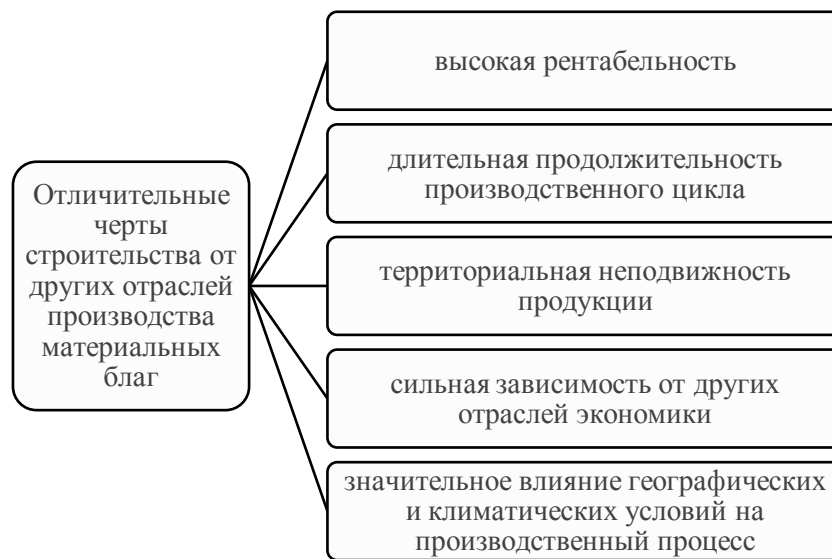 Отличительные
черты
строительства от
других отраслей
производства
материальных
благ
высокая рентабельность
длительная продолжительность
производственного цикла
территориальная неподвижность
продукции
сильная зависимость от других
отраслей экономики
значительное влияние географических
и климатических условий на
производственный процесс